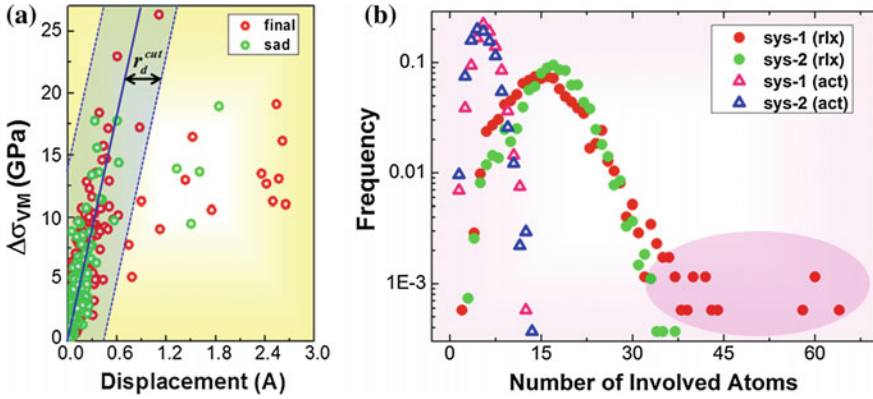 (a)
final
sad
r_d^cut
25
20
15
10
5
0
0.0
0.6
1.2
1.8
2.4
3.0
Δσ_VM (GPa)
Displacement (A)
(b)
sys-1 (rlx)
sys-2 (rlx)
sys-1 (act)
sys-2 (act)
0.1
0.01
1E-3
0
15
30
45
60
Frequency
Number of Involved Atoms